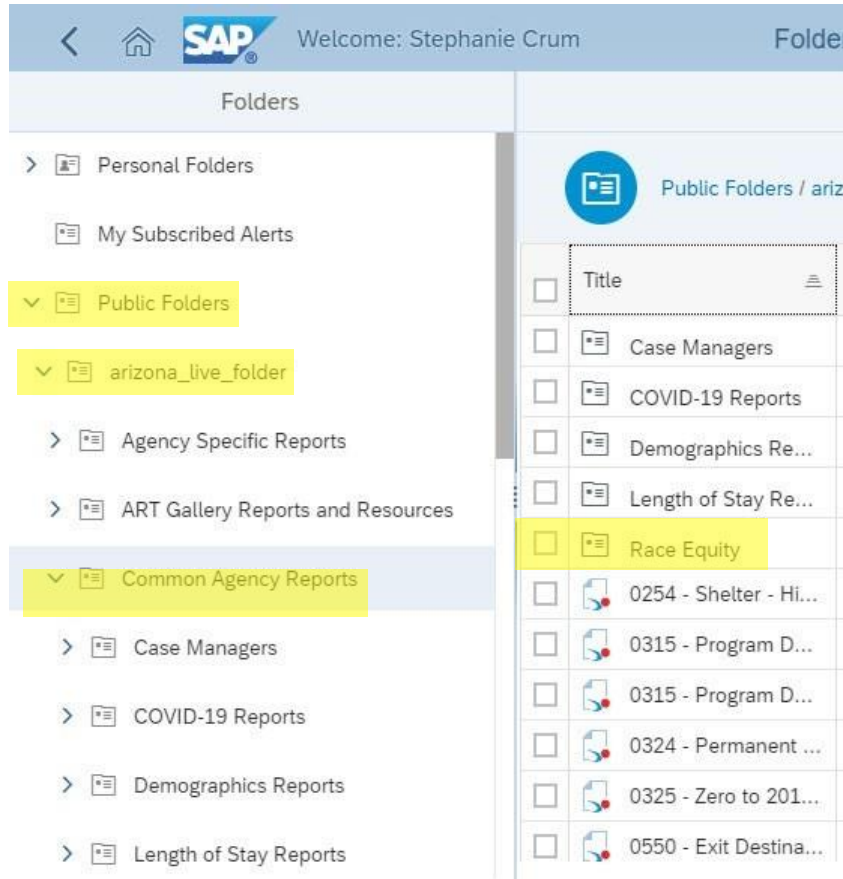 SAP® Welcome: Stephanie Crum Folde
Folders
Personal Folders
My Subscribed Alerts
Public Folders
arizona_live_folder
Agency Specific Reports
ART Gallery Reports and Resources
Common Agency Reports
Case Managers
COVID-19 Reports
Demographics Reports
Length of Stay Reports
Public Folders / ariz
Title
Case Managers
COVID-19 Reports
Demographics Re...
Length of Stay Re...
Race Equity
0254 - Shelter - Hi...
0315 - Program D...
0315 - Program D...
0324 - Permanent ...
0325 - Zero to 201...
0550 - Exit Destina...